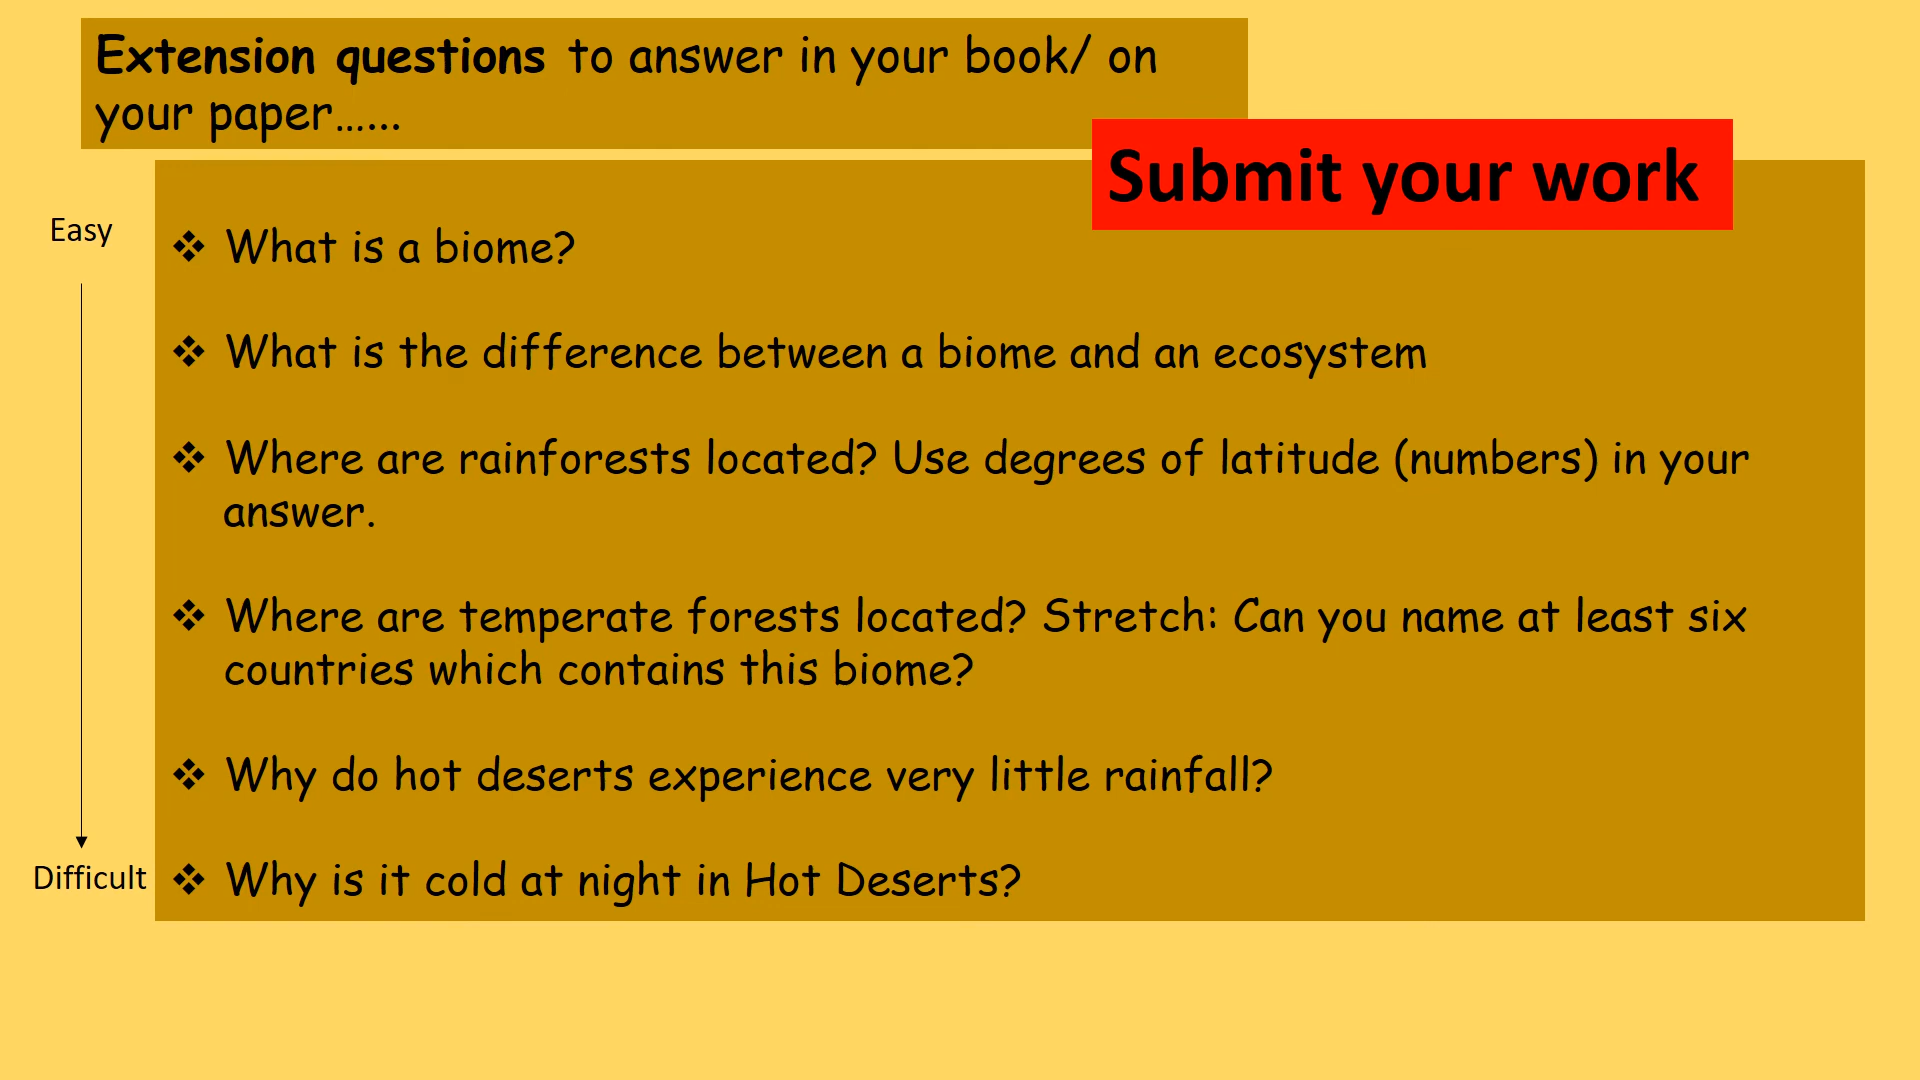 Extension questions to answer in your book/ on
your paper…...
Submit your work
Easy
❖ What is a biome?
❖ What is the difference between a biome and an ecosystem
❖ Where are rainforests located? Use degrees of latitude (numbers) in your
answer.
❖ Where are temperate forests located? Stretch: Can you name at least six
countries which contains this biome?
❖ Why do hot deserts experience very little rainfall?
Difficult
❖ Why is it cold at night in Hot Deserts?